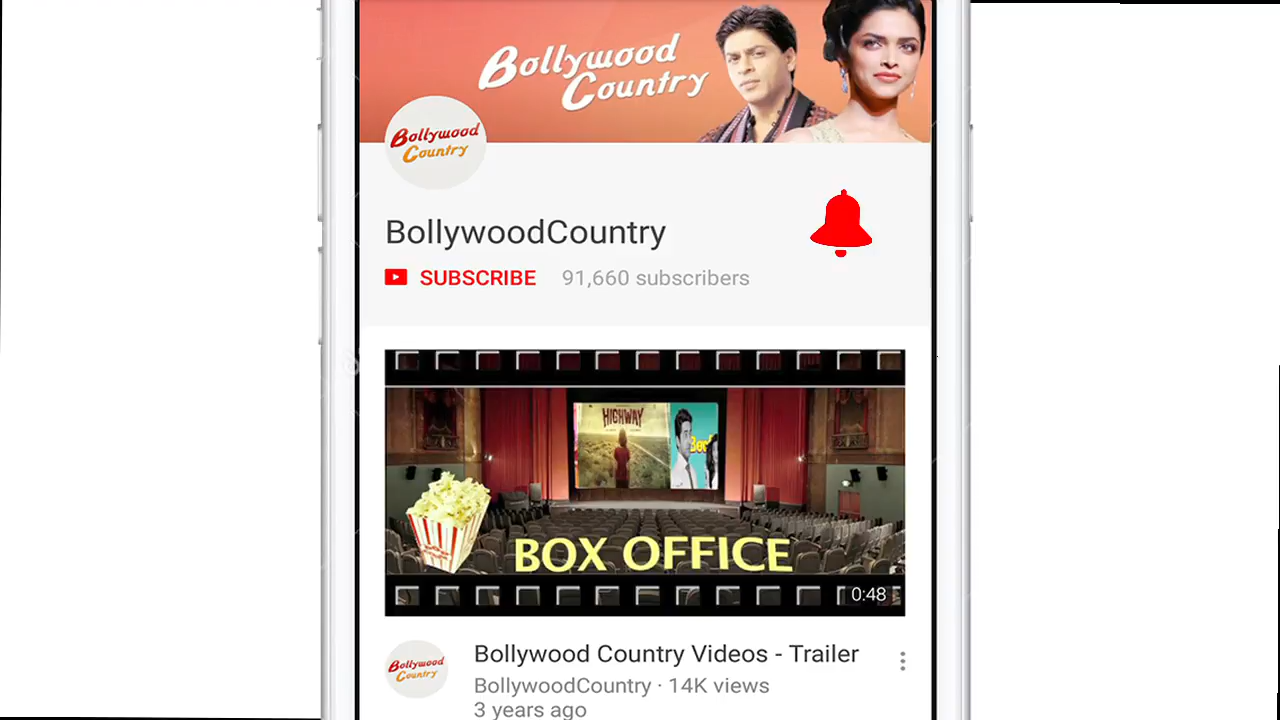 Bollywood
Country
Bollywood
Country
BollywoodCountry
SUBSCRIBE 91,660 subscribers
HIGHWAY
BOX OFFICE
0:48
Bollywood
Country
Bollywood Country Videos - Trailer
BollywoodCountry · 14K views
3 years ago